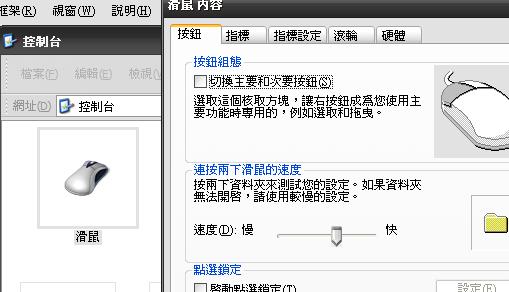 框架(R) 視窗(W) 說明(H)
控制台
檔案(F) 編輯(E) 檢視(V)
網址(D) 控制台
滑鼠
滑鼠 內容
按鈕 指標 指標設定 滾輪 硬體
按鈕組態
切換主要和次要按鈕(S)
選取這個核取方塊，讓右按鈕成為您使用主
要功能時專用的，例如選取和拖曳。
連按兩下滑鼠的速度
按兩下資料夾來測試您的設定。如果資料夾
無法開啓，請使用較慢的設定。
速度(D): 慢 快
點選鎖定
啓動點選鎖定(T) 設定(E)